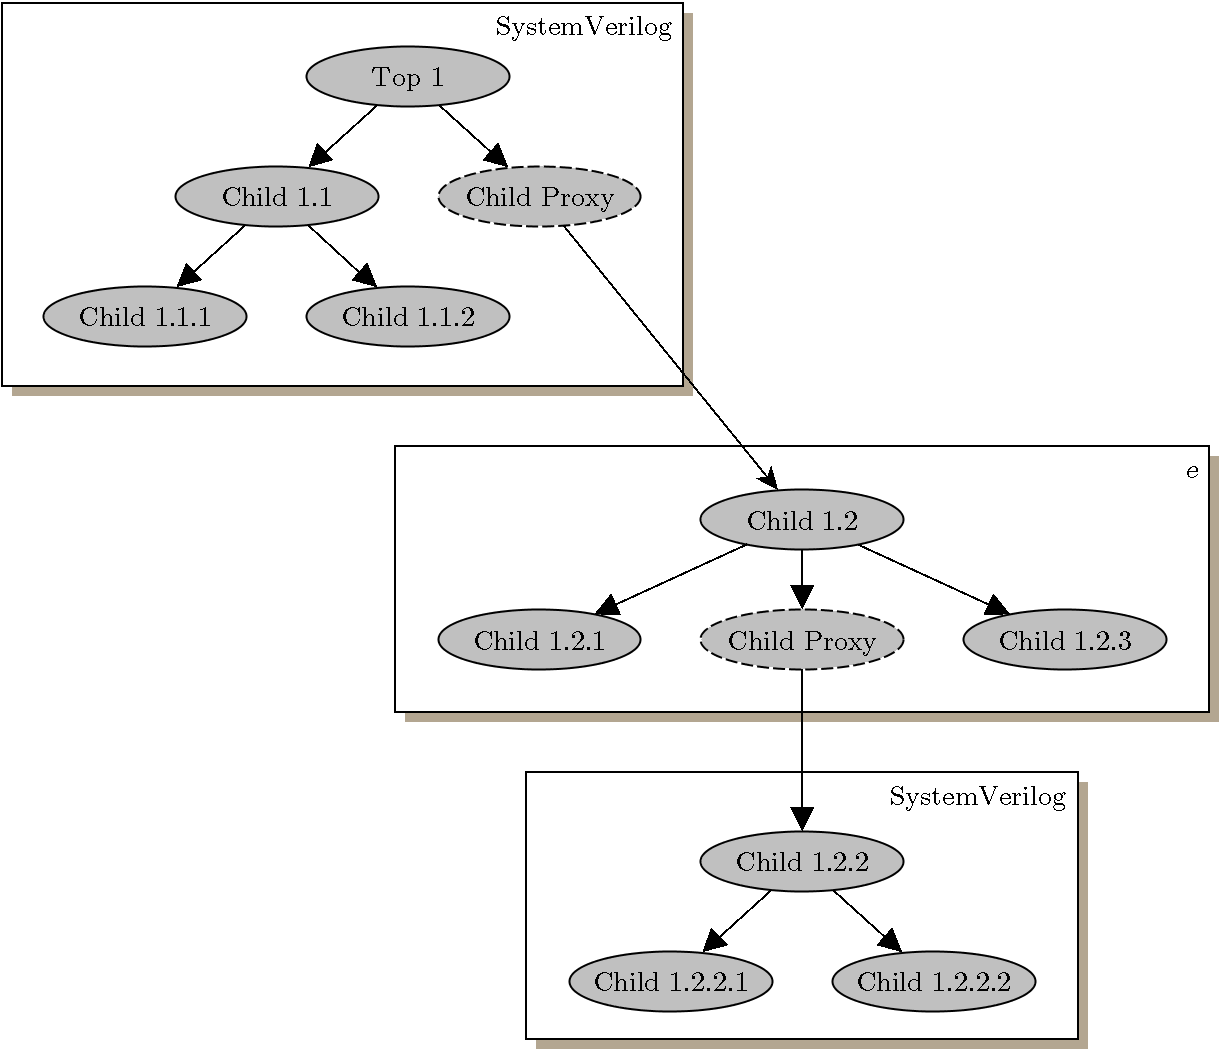 SystemVerilog
Top 1
Child 1.1
Child Proxy
Child 1.1.1
Child 1.1.2
e
Child 1.2
Child 1.2.1
Child Proxy
Child 1.2.3
SystemVerilog
Child 1.2.2
Child 1.2.2.1
Child 1.2.2.2